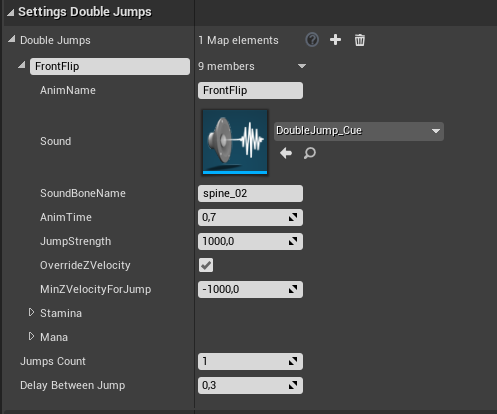 Settings Double Jumps
Double Jumps 1 Map elements
FrontFlip 9 members
AnimName FrontFlip
Sound DoubleJump_Cue
SoundBoneName spine_02
AnimTime 0,7
JumpStrength 1000,0
OverrideZVelocity
MinZVelocityForJump -1000,0
Stamina
Mana
Jumps Count 1
Delay Between Jump 0,3